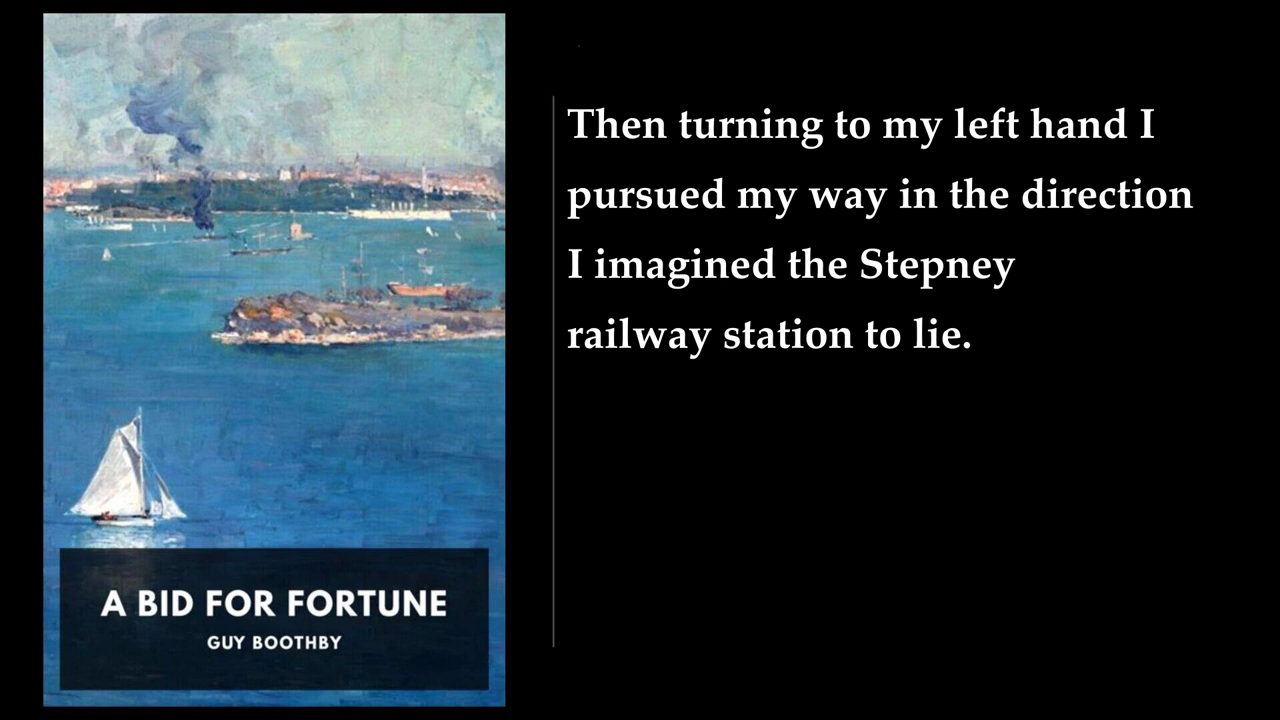 Then turning to my left hand I
pursued my way in the direction
I imagined the Stepney
railway station to lie.
A BID FOR FORTUNE
GUY BOOTHBY